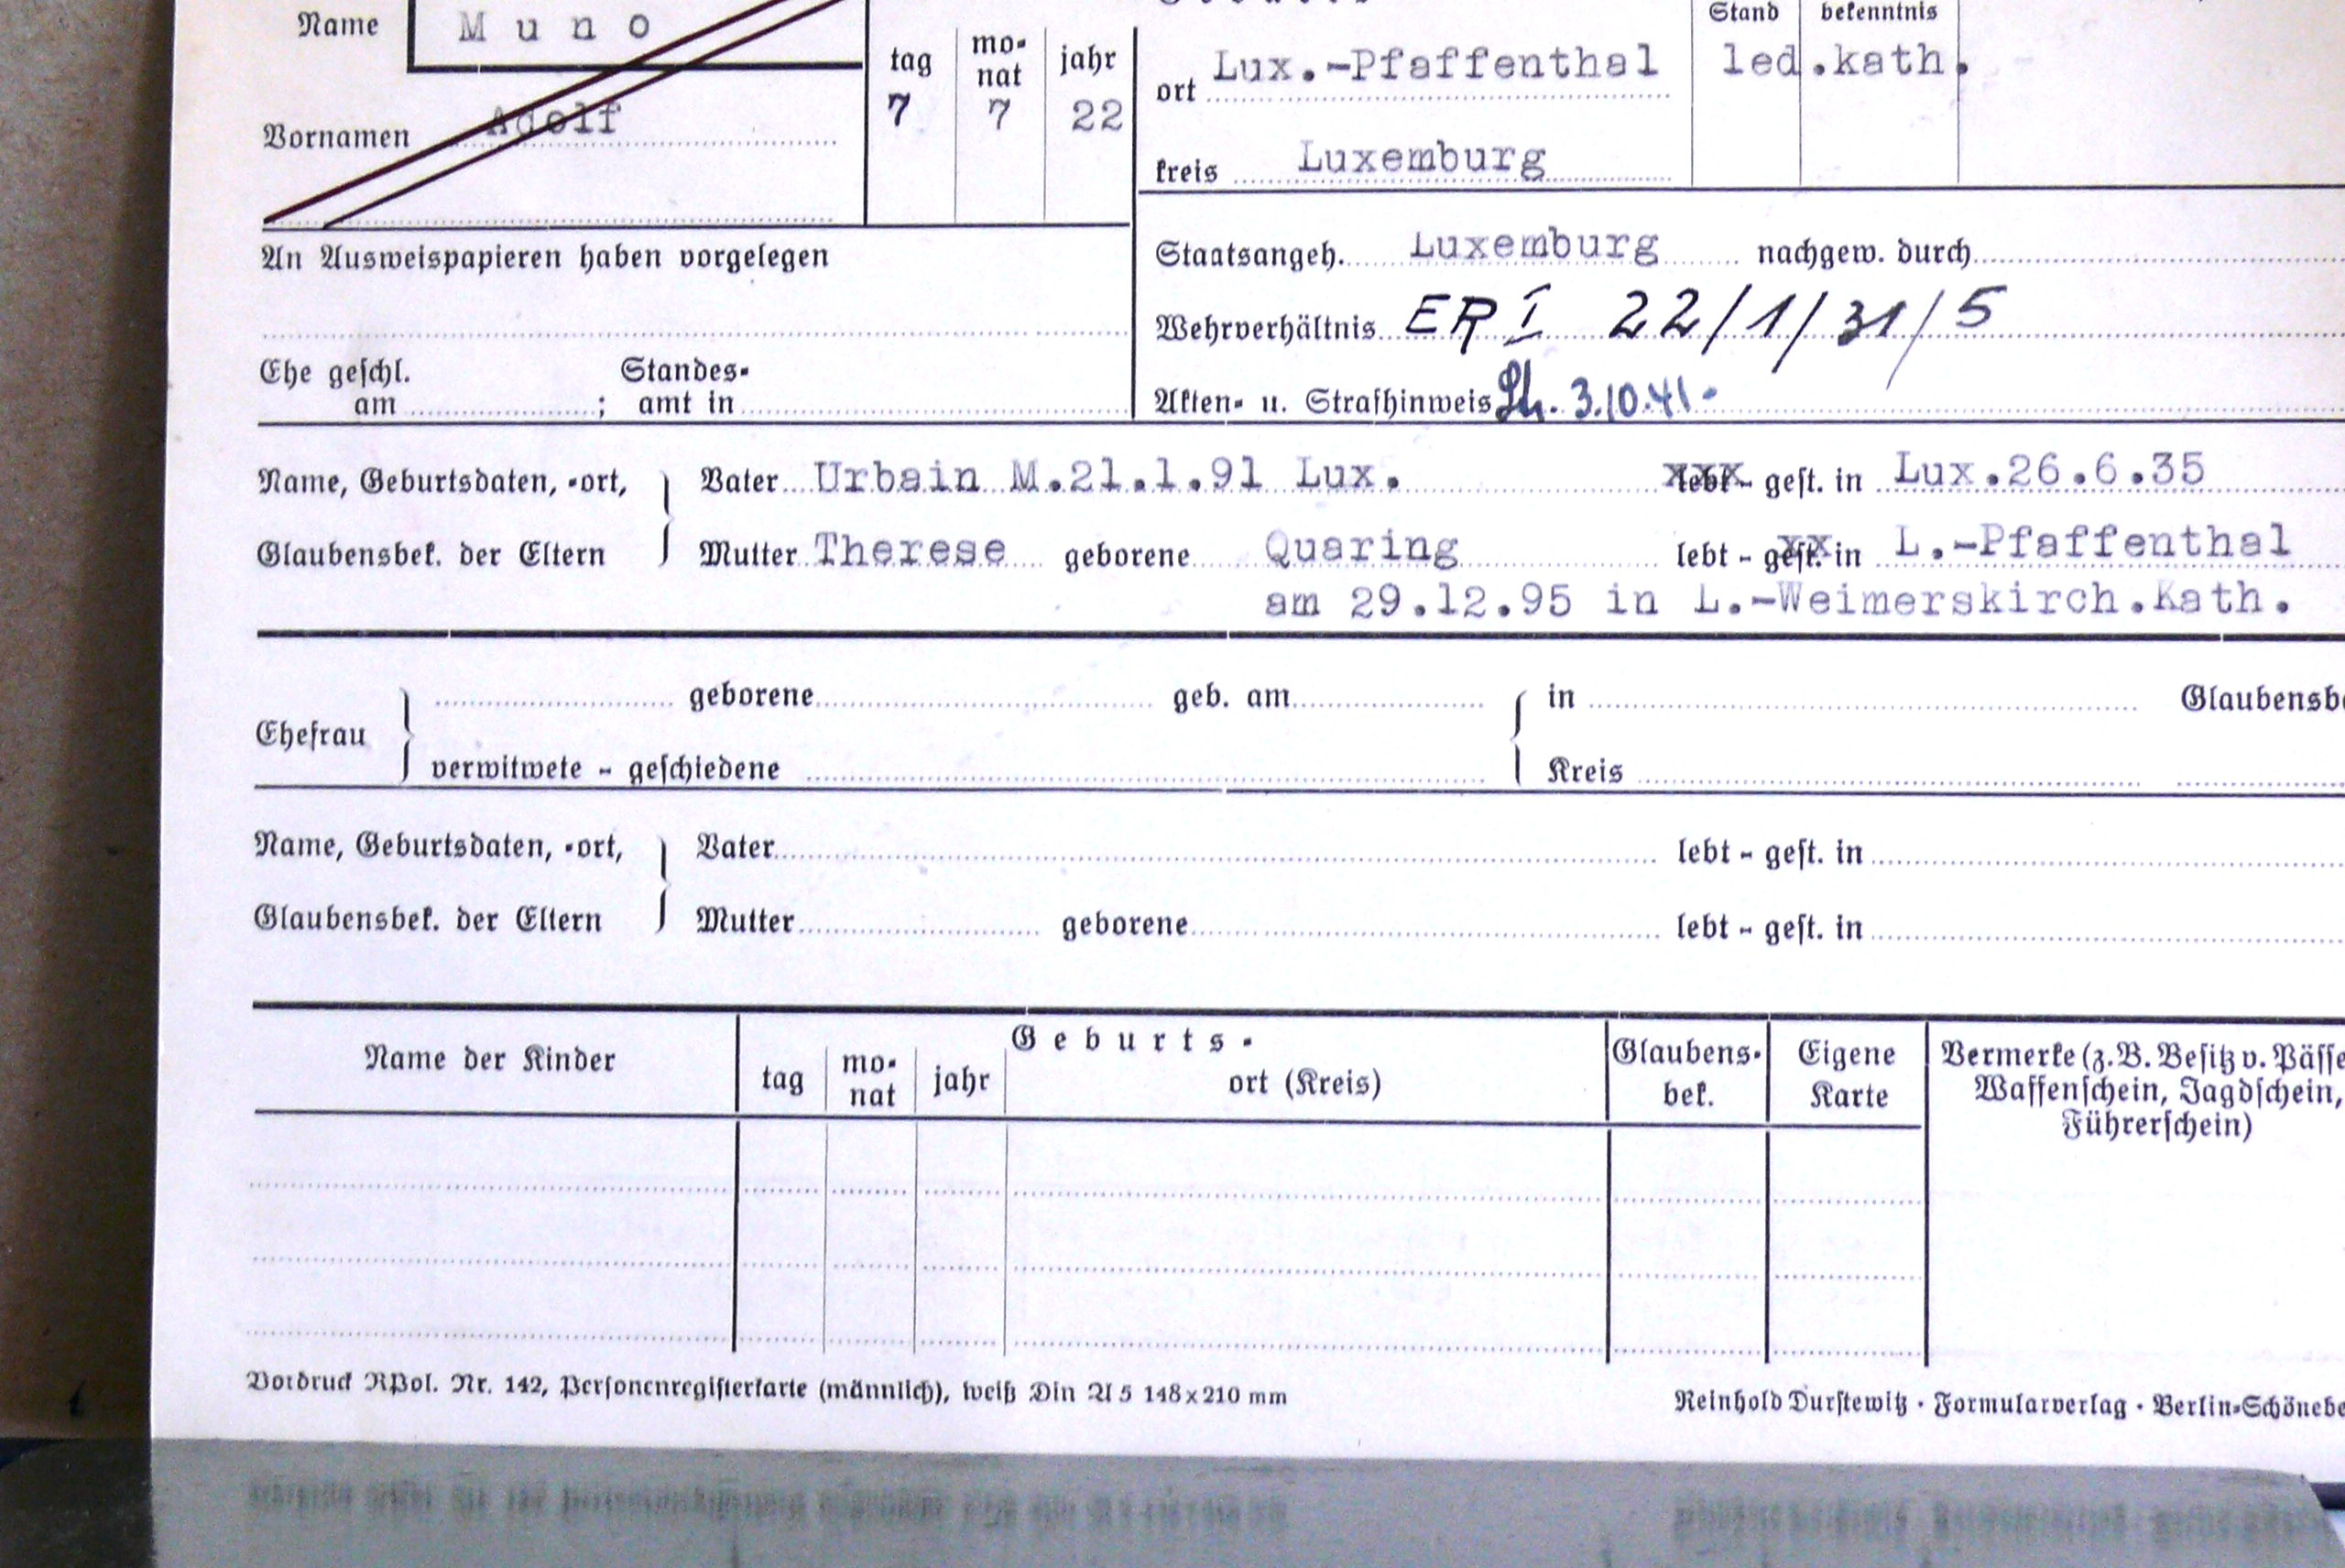 Name M u n o
Vornamen Adolf
tag mo- nat jahr
7 7 22
ort Lux.-Pfaffenthal
kreis Luxemburg
Stand bekenntnis
led.kath.
An Ausweispapieren haben vorgelegen
Ehe geschl. am ; Standes- amt in
Staatsangeh. Luxemburg nachgew. durch
Wehrverhältnis ER I 22/1/31/5
Akten- u. Strafhinweis 3.10.41-
Name, Geburtsdaten, -ort, Vater Urbain M.21.1.91 Lux. lebt - gest. in Lux.26.6.35
Glaubensbek. der Eltern Mutter Therese geborene Quaring lebt - gest. in L.-Pfaffenthal
am 29.12.95 in L.-Weimerskirch.Kath.
Ehefrau geborene geb. am in Glaubensbe
verwitwete - geschiedene Kreis
Name, Geburtsdaten, -ort, Vater lebt - gest. in
Glaubensbek. der Eltern Mutter geborene lebt - gest. in
Name der Kinder
G e b u r t s -
tag mo- nat jahr ort (Kreis)
Glaubens- bek.
Eigene Karte
Vermerke (z.B. Besitz v. Pässe
Waffenschein, Jagdschein,
Führerschein)
Vordruck RPol. Nr. 142, Personenregisterkarte (männlich), weiß Din A 5 148x210 mm
Reinhold Durstewitz · Formularverlag · Berlin-Schönebe